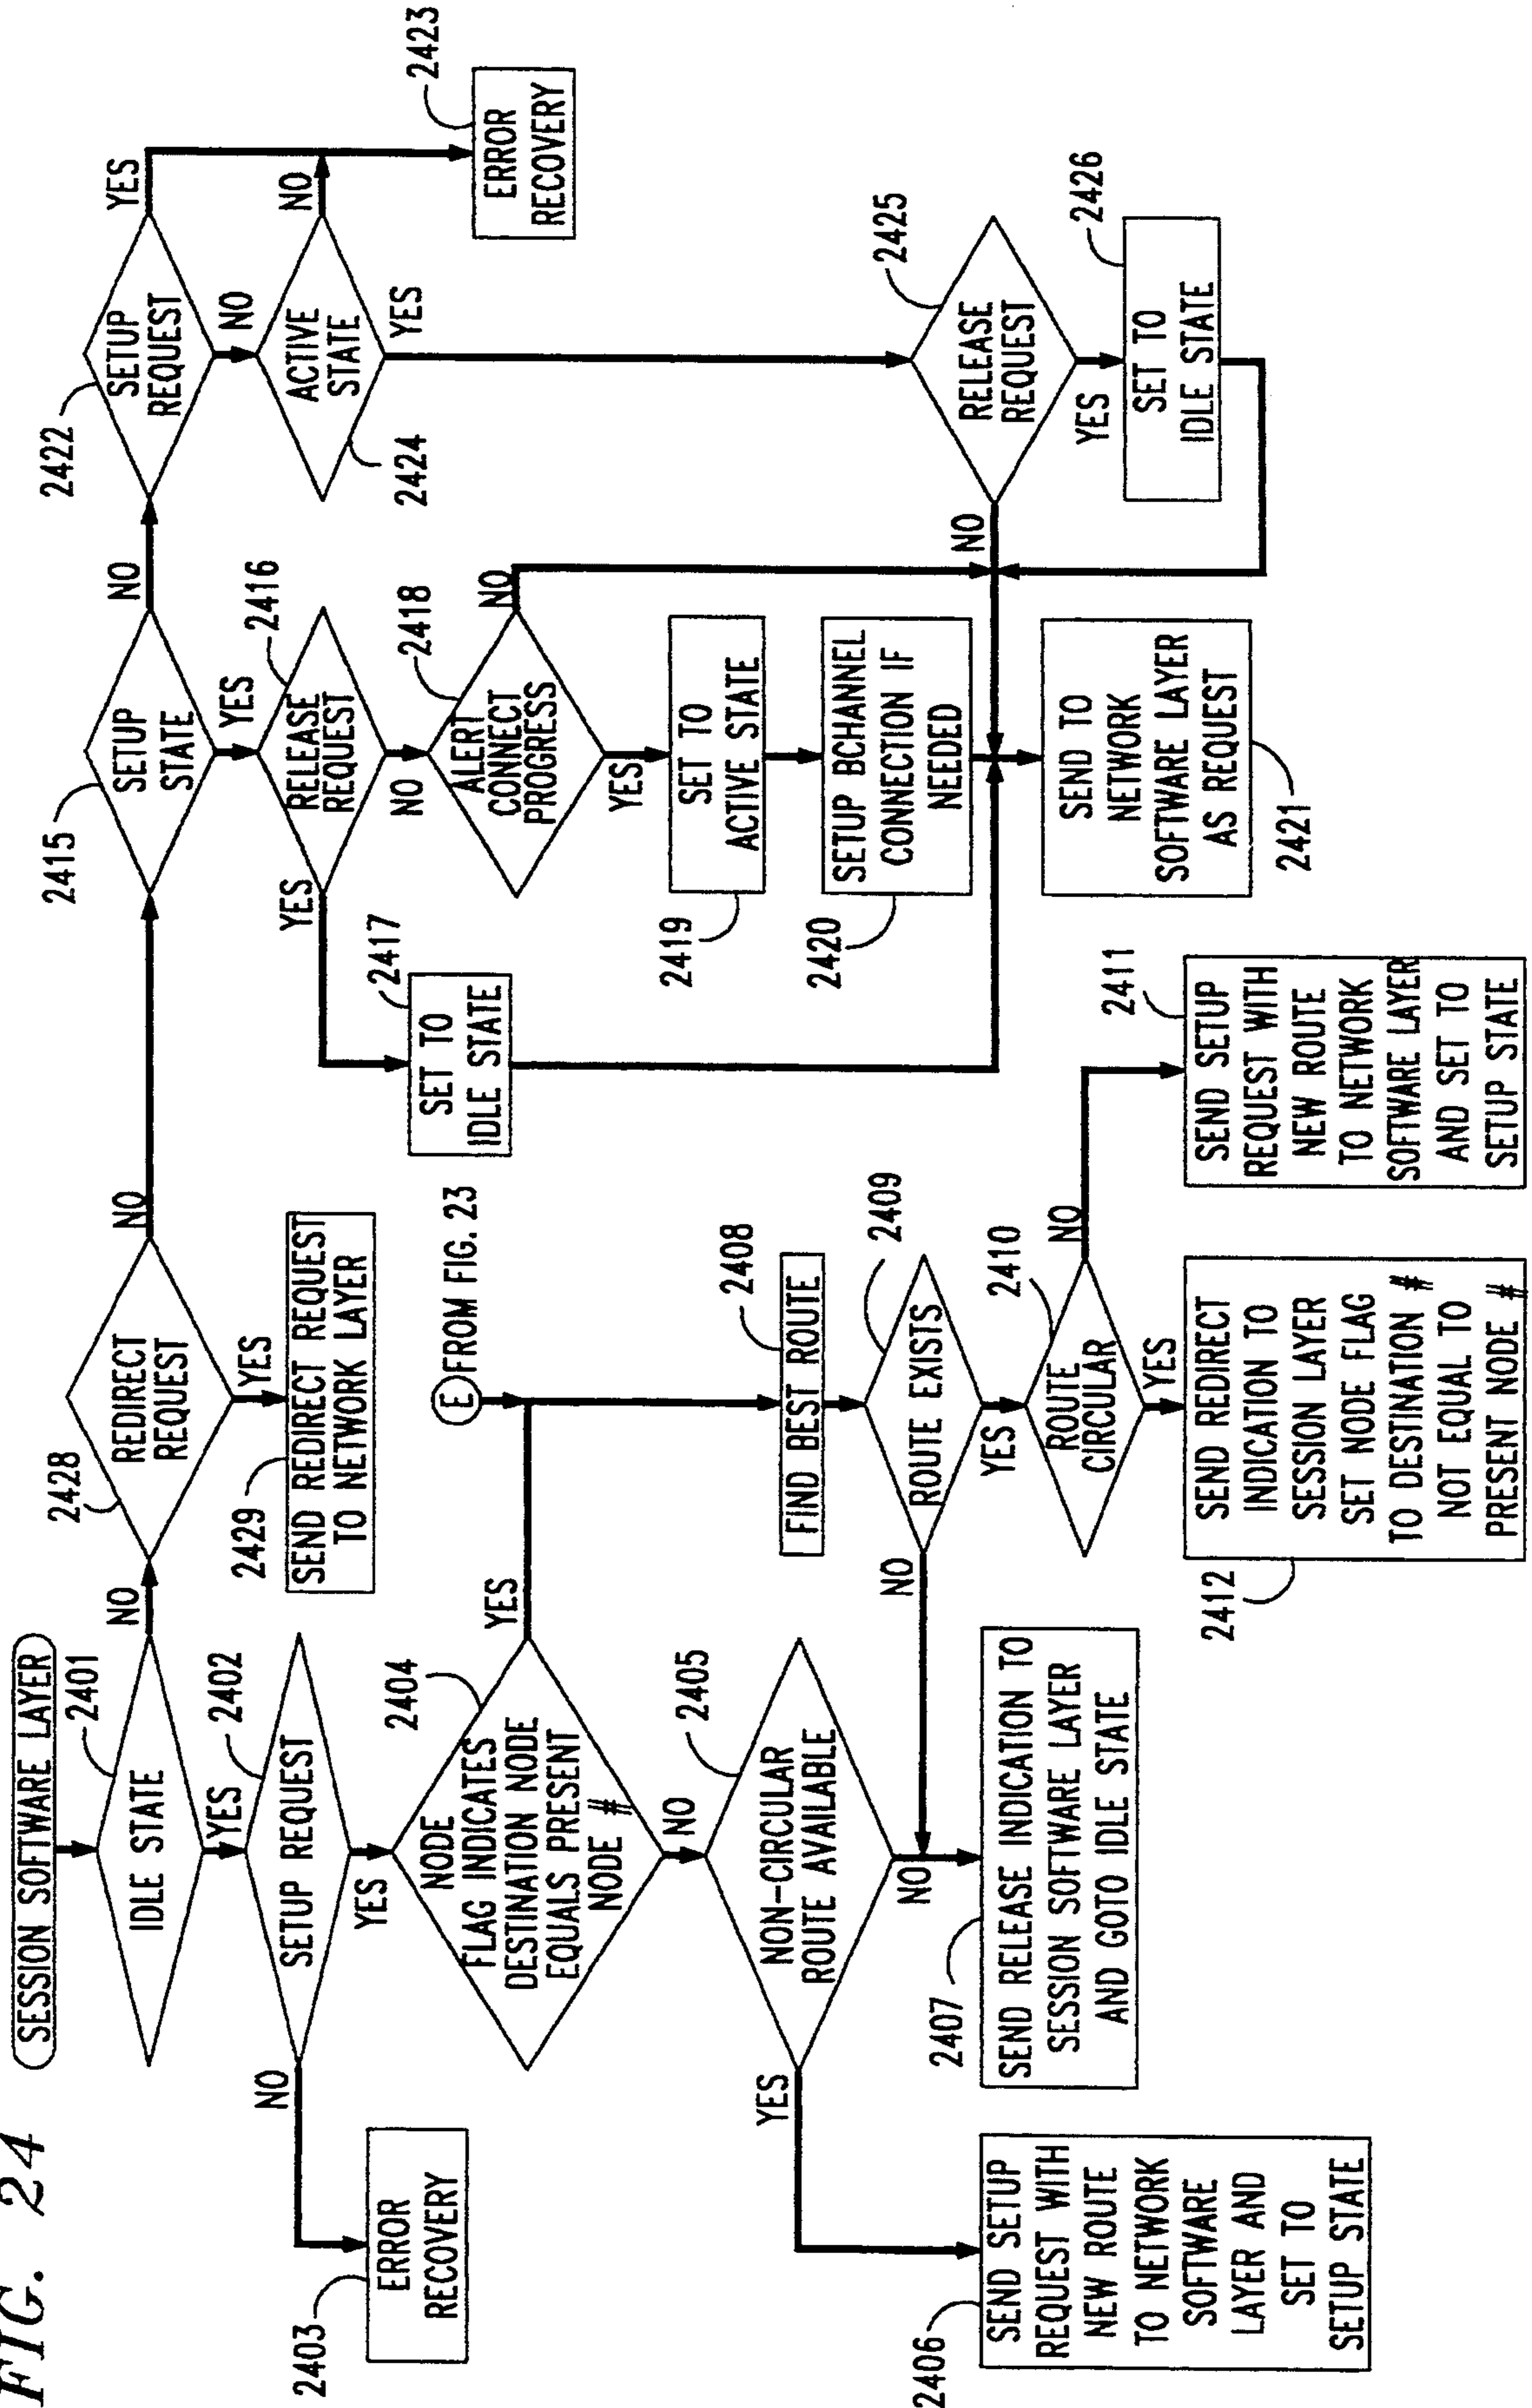 FIG. 24
SESSION SOFTWARE LAYER
IDLE STATE
2401
NO
YES
SETUP REQUEST
2402
NO
YES
ERROR
RECOVERY
2403
NODE
FLAG INDICATES
DESTINATION NODE
EQUALS PRESENT
NODE #
2404
YES
NO
NON-CIRCULAR
ROUTE AVAILABLE
2405
YES
NO
SEND SETUP
REQUEST WITH
NEW ROUTE
TO NETWORK
SOFTWARE
LAYER AND
SET TO
SETUP STATE
2406
SEND RELEASE INDICATION TO
SESSION SOFTWARE LAYER
AND GOTO IDLE STATE
2407
REDIRECT
REQUEST
2428
NO
YES
SEND REDIRECT REQUEST
TO NETWORK LAYER
2429
E
FROM FIG. 23
FIND BEST ROUTE
2408
ROUTE EXISTS
2409
NO
YES
ROUTE
CIRCULAR
2410
NO
YES
SEND SETUP
REQUEST WITH
NEW ROUTE
TO NETWORK
SOFTWARE LAYER
AND SET TO
SETUP STATE
2411
SEND REDIRECT
INDICATION TO
SESSION LAYER
SET NODE FLAG
TO DESTINATION #
NOT EQUAL TO
PRESENT NODE #
2412
SETUP
STATE
2415
NO
YES
RELEASE
REQUEST
2416
YES
NO
SET TO
IDLE STATE
2417
ALERT
CONNECT
PROGRESS
2418
NO
YES
SET TO
ACTIVE STATE
2419
SETUP BCHANNEL
CONNECTION IF
NEEDED
2420
SEND TO
NETWORK
SOFTWARE LAYER
AS REQUEST
2421
SETUP
REQUEST
2422
YES
NO
ERROR
RECOVERY
2423
ACTIVE
STATE
2424
NO
YES
RELEASE
REQUEST
2425
NO
YES
SET TO
IDLE STATE
2426